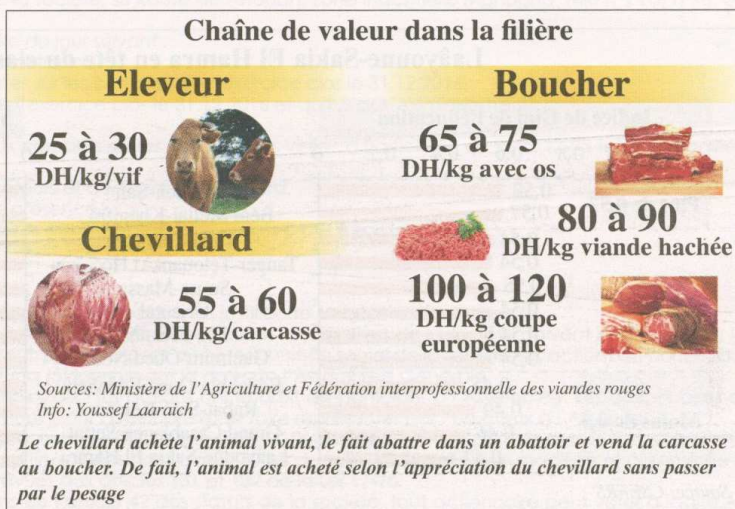 Chaîne de valeur dans la filière
Eleveur
25 à 30
DH/kg/vif
Chevillard
55 à 60
DH/kg/carcasse
Boucher
65 à 75
DH/kg avec os
80 à 90
DH/kg viande hachée
100 à 120
DH/kg coupe
européenne
Sources: Ministère de l'Agriculture et Fédération interprofessionnelle des viandes rouges
Info: Youssef Laaraich
Le chevillard achète l'animal vivant, le fait abattre dans un abattoir et vend la carcasse
au boucher. De fait, l'animal est acheté selon l'appréciation du chevillard sans passer
par le pesage